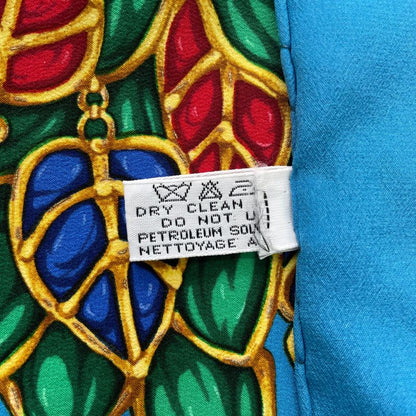 DRY CLEAN
DO NOT U
PETROLEUM SOL
NETTOYAGE A